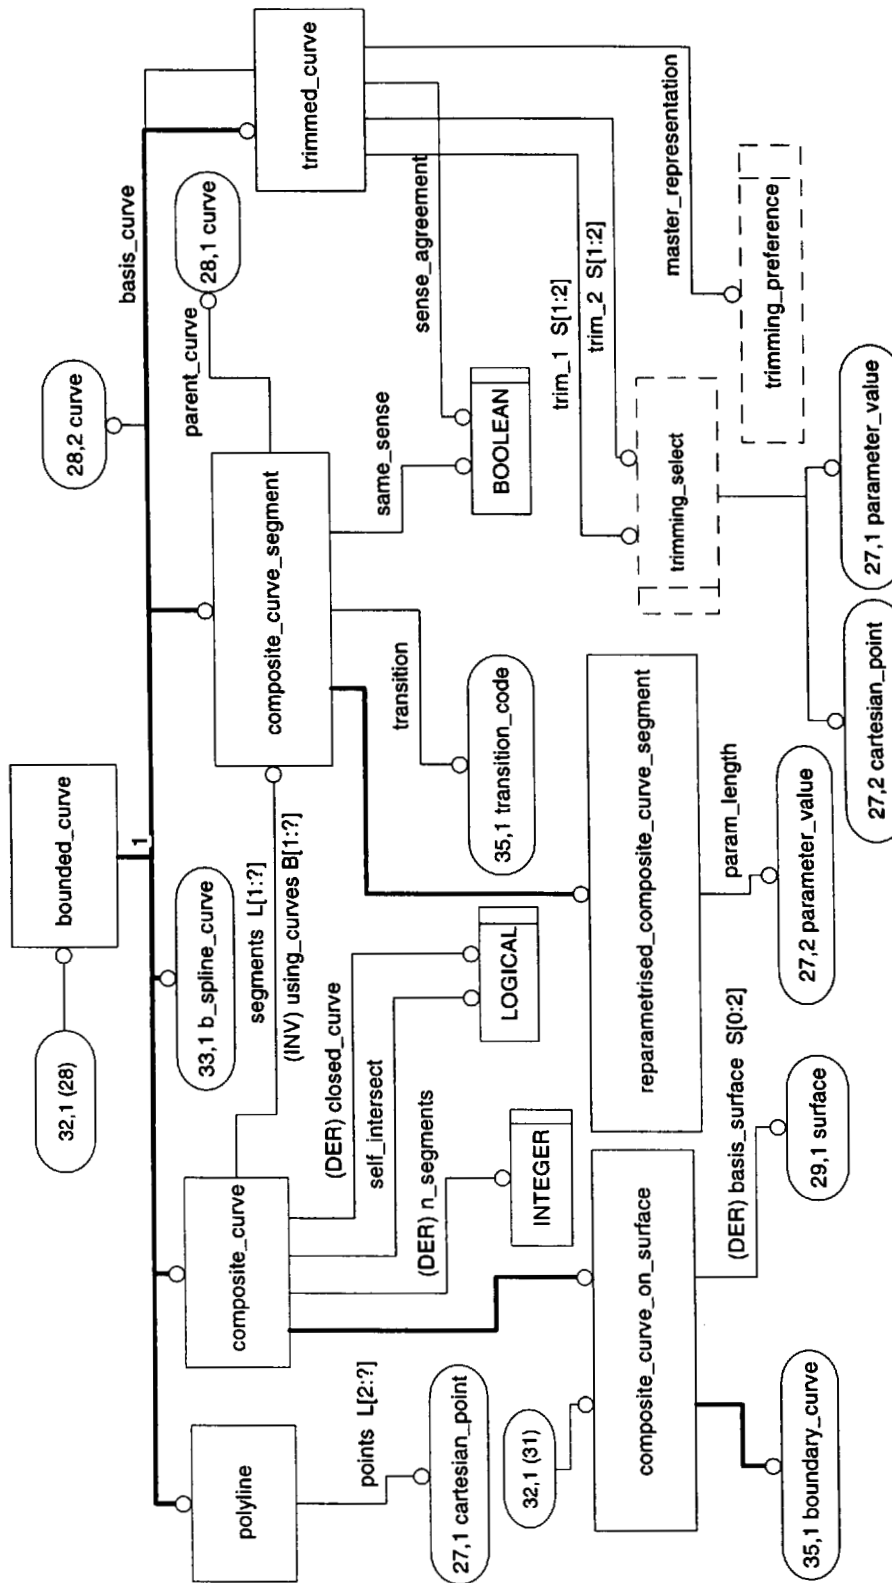 32,1 (28)
bounded_curve
1
28,2 curve
basis_curve
33,1 b_spline_curve
parent_curve
28,1 curve
polyline
composite_curve
segments L[1:?]
(INV) using_curves B[1:?]
composite_curve_segment
trimmed_curve
points L[2:?]
27,1 cartesian_point
(DER) closed_curve
self_intersect
(DER) n_segments
LOGICAL
INTEGER
transition
35,1 transition_code
same_sense
BOOLEAN
sense_agreement
trim_1 S[1:2]
trim_2 S[1:2]
master_representation
32,1 (31)
composite_curve_on_surface
reparametrised_composite_curve_segment
trimming_select
trimming_preference
(DER) basis_surface S[0:2]
param_length
35,1 boundary_curve
29,1 surface
27,2 parameter_value
27,2 cartesian_point
27,1 parameter_value